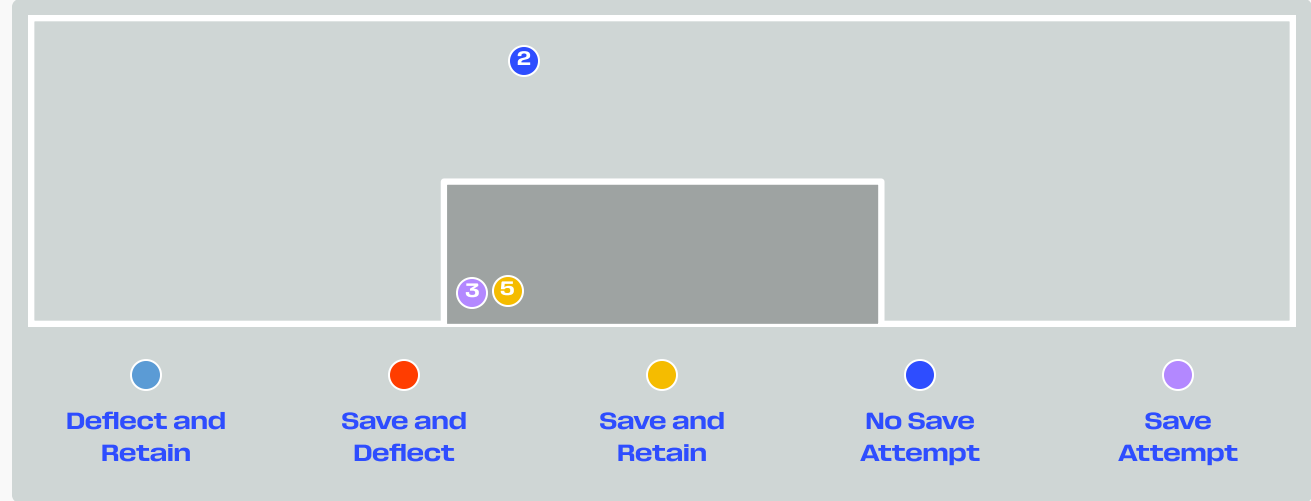 2
3 5
Deflect and Save and Save and No Save Save
Retain Deflect Retain Attempt Attempt